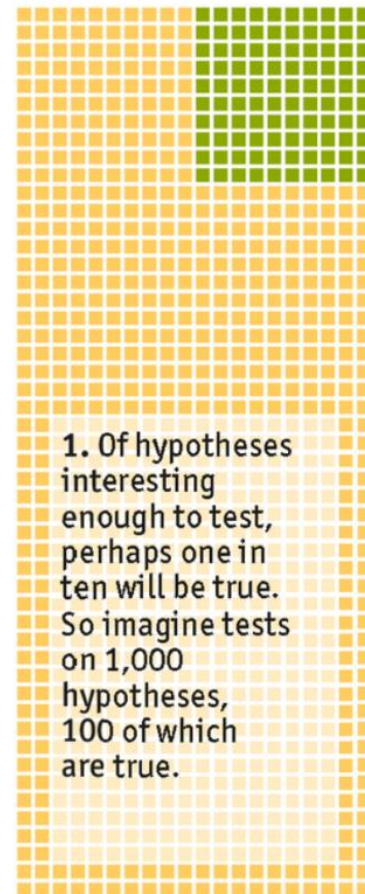 1. Of hypotheses
interesting
enough to test,
perhaps one in
ten will be true.
So imagine tests
on 1,000
hypotheses,
100 of which
are true.